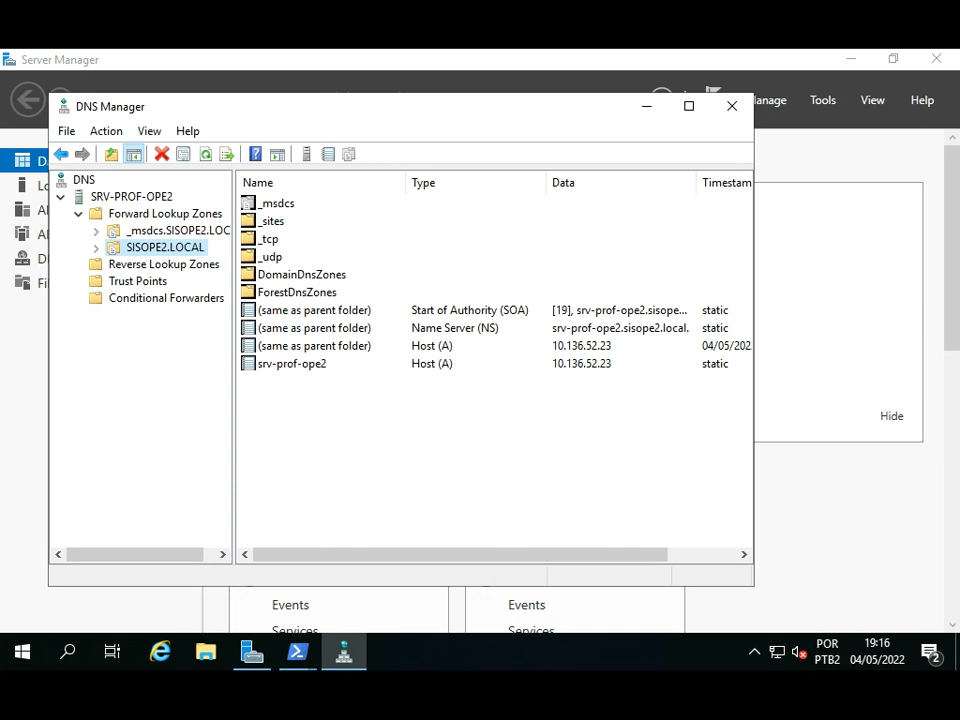 Server Manager
DNS Manager
Manage Tools View Help
File Action View Help
DNS
SRV-PROF-OPE2
Forward Lookup Zones
_msdcs.SISOPE2.LOC
SISOPE2.LOCAL
Reverse Lookup Zones
Trust Points
Conditional Forwarders
Name Type Data Timestam
_msdcs
_sites
_tcp
_udp
DomainDnsZones
ForestDnsZones
(same as parent folder) Start of Authority (SOA) [19], srv-prof-ope2.sisope... static
(same as parent folder) Name Server (NS) srv-prof-ope2.sisope2.local. static
(same as parent folder) Host (A) 10.136.52.23 04/05/202
srv-prof-ope2 Host (A) 10.136.52.23 static
Hide
Events Events
Services Services
POR 19:16
PTB2 04/05/2022
2